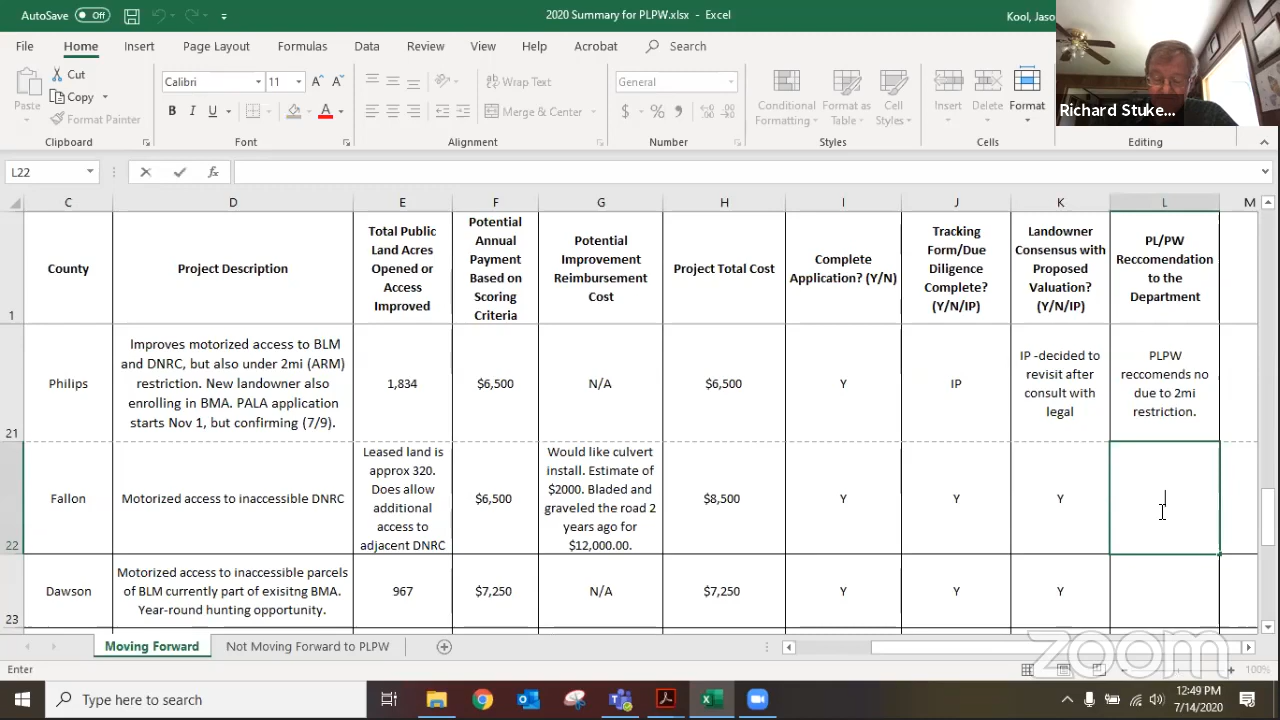 AutoSave Off
2020 Summary for PLPW.xlsx - Excel
Kool, Jaso
File Home Insert Page Layout Formulas Data Review View Help Acrobat Search
Paste
Cut
Copy
Format Painter
Clipboard
Calibri 11
B I U
Font
Wrap Text
Merge & Center
Alignment
General
$ % 9
Number
Conditional Formatting
Format as Table
Cell Styles
Styles
Insert Delete Format
Cells
Editing
Richard Stuke...
L22
fx
C D E F G H I J K L M
1
County
Project Description
Total Public
Land Acres
Opened or
Access
Improved
Potential
Annual
Payment
Based on
Scoring
Criteria
Potential
Improvement
Reimbursement
Cost
Project Total Cost
Complete
Application? (Y/N)
Tracking
Form/Due
Diligence
Complete?
(Y/N/IP)
Landowner
Consensus with
Proposed
Valuation?
(Y/N/IP)
PL/PW
Reccomendation
to the
Department
21
Philips
Improves motorized access to BLM
and DNRC, but also under 2mi (ARM)
restriction. New landowner also
enrolling in BMA. PALA application
starts Nov 1, but confirming (7/9).
1,834
$6,500
N/A
$6,500
Y
IP
IP -decided to
revisit after
consult with
legal
PLPW
reccomends no
due to 2mi
restriction.
22
Fallon
Motorized access to inaccessible DNRC
Leased land is
approx 320.
Does allow
additional
access to
adjacent DNRC
$6,500
Would like culvert
install. Estimate of
$2000. Bladed and
graveled the road 2
years ago for
$12,000.00.
$8,500
Y
Y
Y
23
Dawson
Motorized access to inaccessible parcels
of BLM currently part of exisitng BMA.
Year-round hunting opportunity.
967
$7,250
N/A
$7,250
Y
Y
Y
Moving Forward
Not Moving Forward to PLPW
zoom
Enter
100%
Type here to search
12:49 PM
7/14/2020